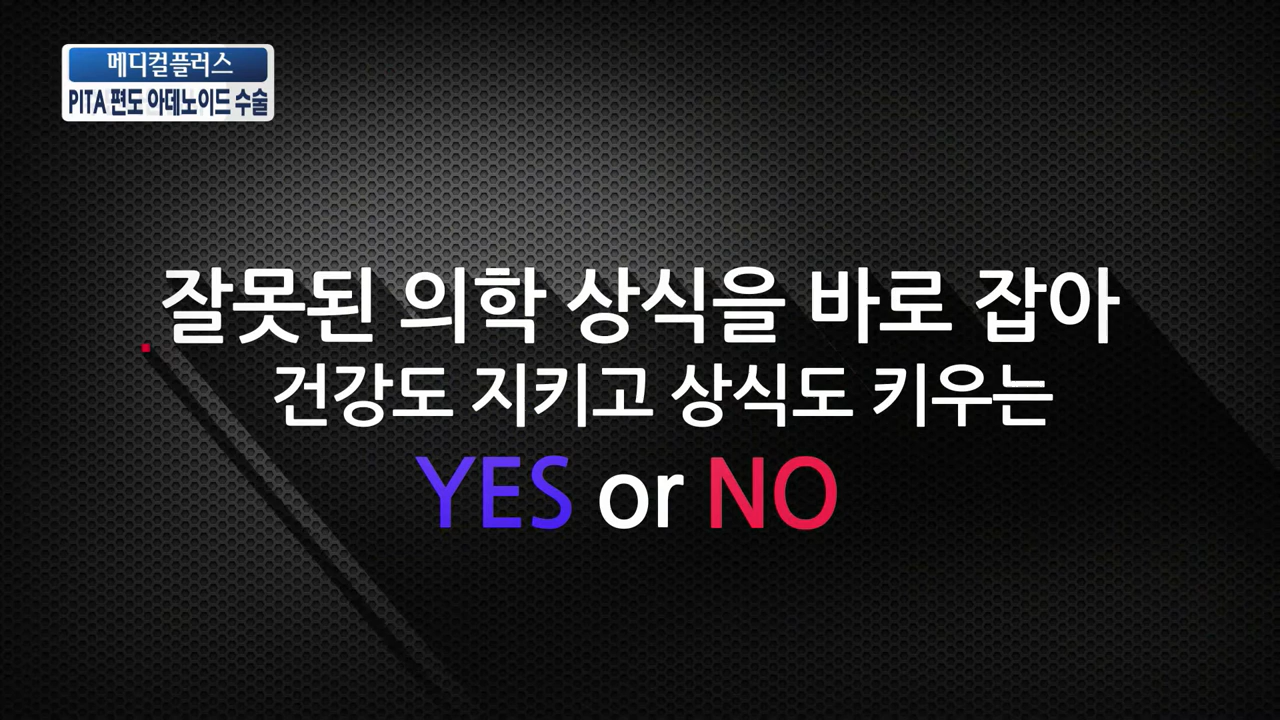 메디컬플러스
PITA 편도 아데노이드 수술
잘못된 의학 상식을 바로 잡아
건강도 지키고 상식도 키우는
YES or NO